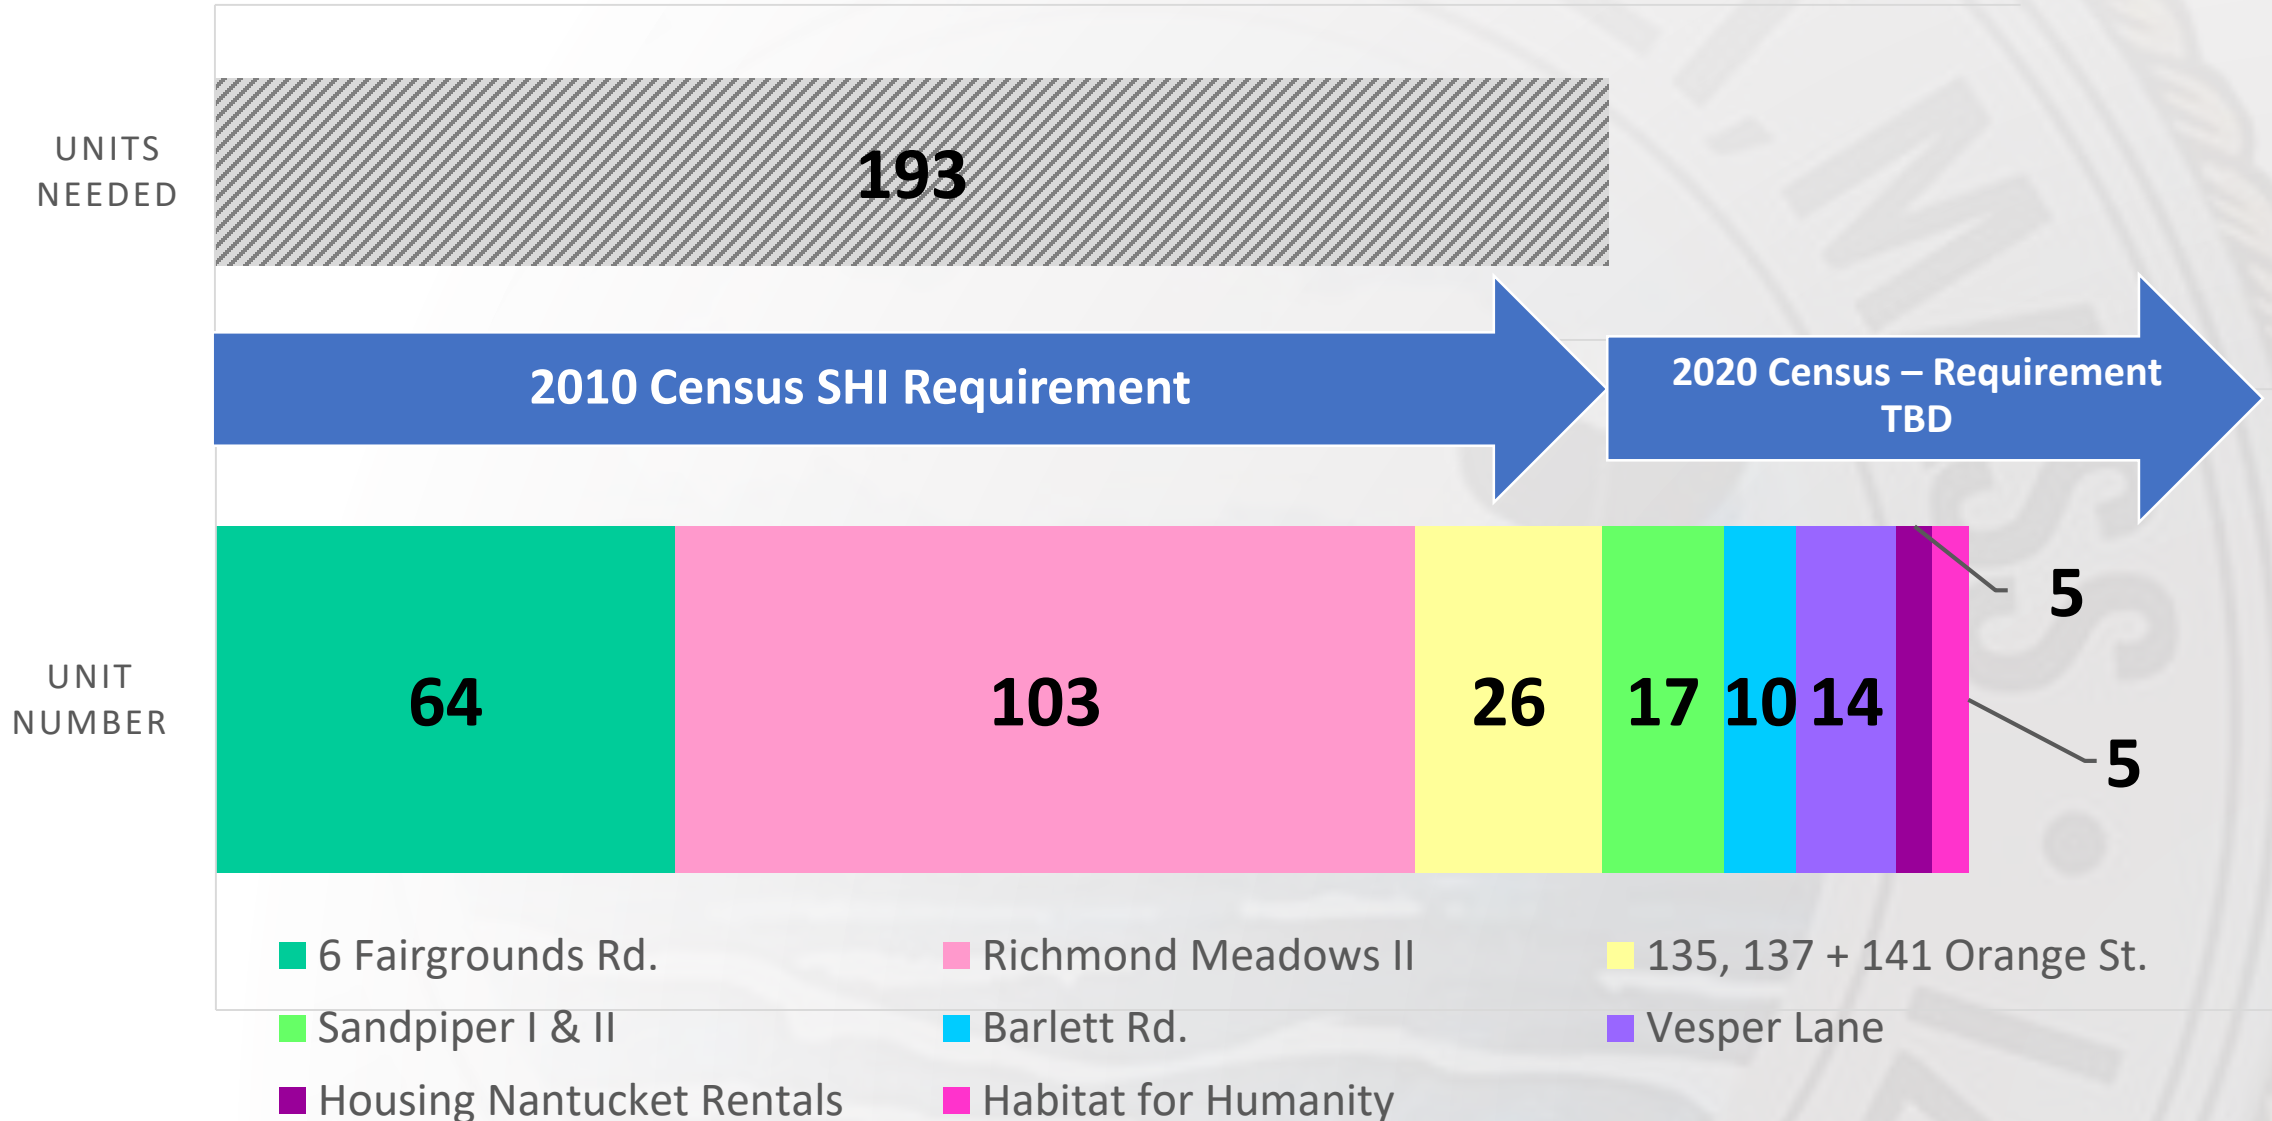 UNITS
NEEDED
193
2010 Census SHI Requirement
2020 Census – Requirement
TBD
UNIT
NUMBER
64
103
26
17
10
14
5
5
6 Fairgrounds Rd.
Richmond Meadows II
135, 137 + 141 Orange St.
Sandpiper I & II
Barlett Rd.
Vesper Lane
Housing Nantucket Rentals
Habitat for Humanity